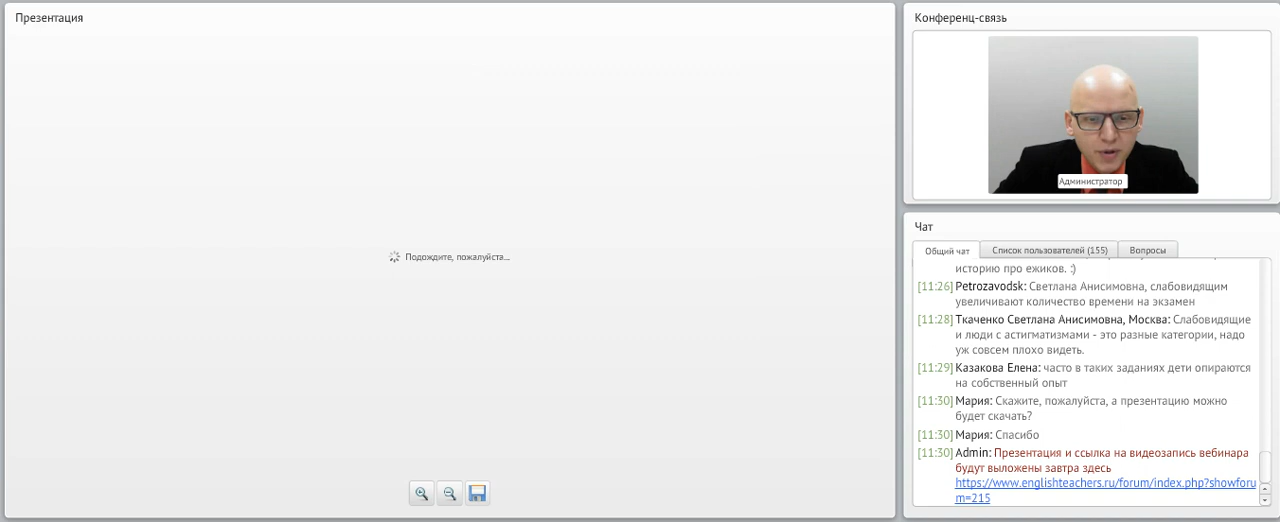 Презентация
Подождите, пожалуйста...
Конференц-связь
Администратор
Чат
Общий чат
Список пользователей (155)
Вопросы
историю про ежиков. :)
[11:26] Petrozavodsk: Светлана Анисимовна, слабовидящим
увеличивают количество времени на экзамен
[11:28] Ткаченко Светлана Анисимовна, Москва: Слабовидящие
и люди с астигматизмами - это разные категории, надо
уж совсем плохо видеть.
[11:29] Казакова Елена: часто в таких заданиях дети опираются
на собственный опыт
[11:30] Мария: Скажите, пожалуйста, а презентацию можно
будет скачать?
[11:30] Мария: Спасибо
[11:30] Admin: Презентация и ссылка на видеозапись вебинара
будут выложены завтра здесь
https://www.englishteachers.ru/forum/index.php?showforu
m=215